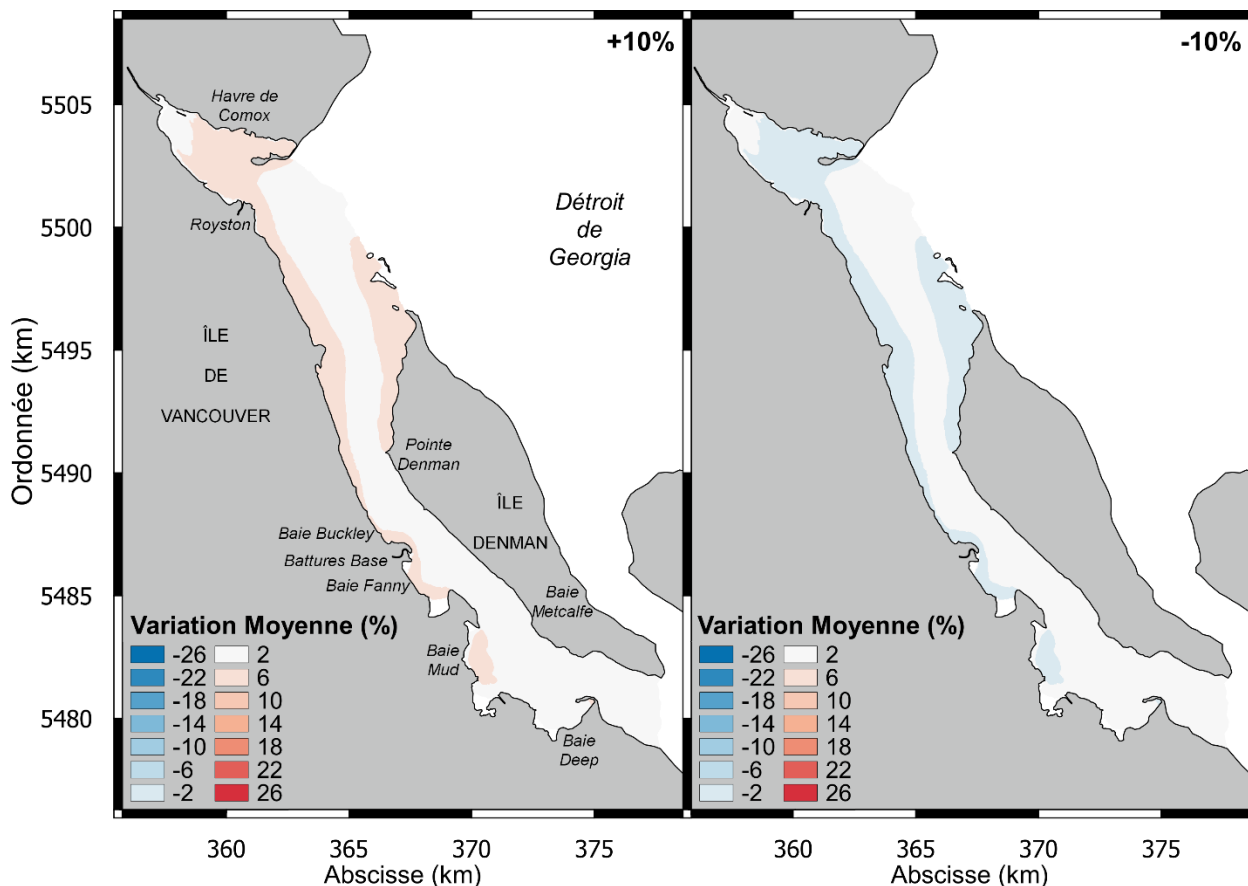 +10%
Havre de
Comox
Royston
Détroit
de
Georgia
ÎLE
DE
VANCOUVER
Pointe
Denman
ÎLE
DENMAN
Baie Buckley
Battures Base
Baie Fanny
Baie
Metcalfe
Baie
Mud
Baie
Deep
Variation Moyenne (%)
-26 2
-22 6
-18 10
-14 14
-10 18
-6 22
-2 26
Ordonnée (km)
5505
5500
5495
5490
5485
5480
360 365 370 375
Abscisse (km)
-10%
Variation Moyenne (%)
-26 2
-22 6
-18 10
-14 14
-10 18
-6 22
-2 26
360 365 370 375
Abscisse (km)